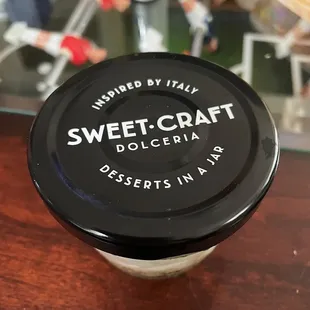 INSPIRED BY ITALY
SWEET·CRAFT
DOLCERIA
DESSERTS IN A JAR